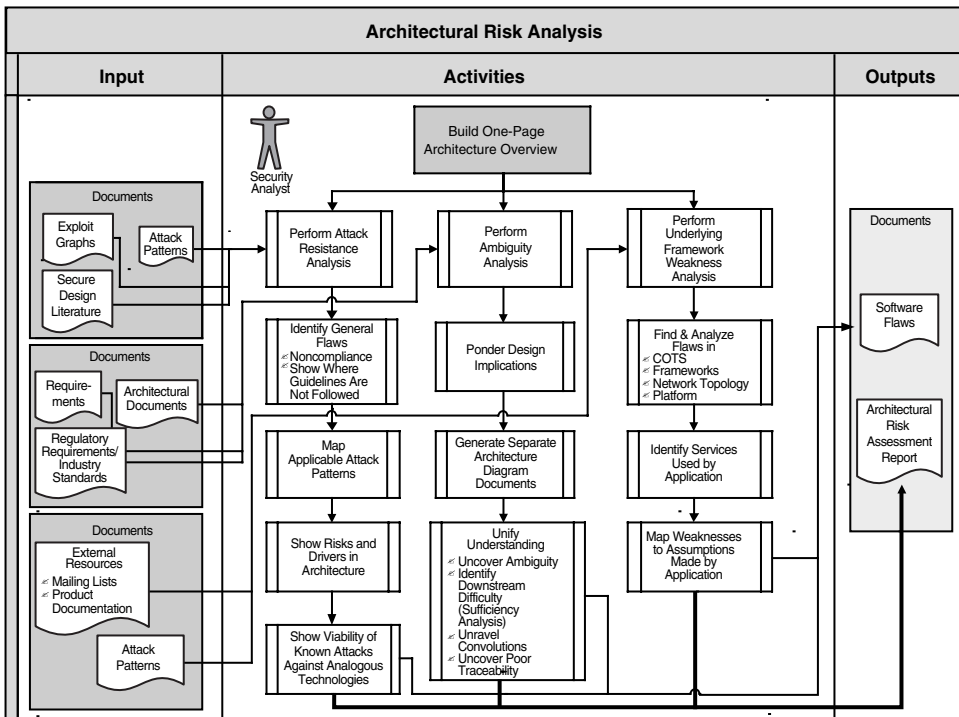 Architectural Risk Analysis
Input
Activities
Outputs
Security
Analyst
Build One-Page
Architecture Overview
Documents
Exploit
Graphs
Attack
Patterns
Secure
Design
Literature
Documents
Require-
ments
Architectural
Documents
Regulatory
Requirements/
Industry
Standards
Documents
External
Resources
Mailing Lists
Product
Documentation
Attack
Patterns
Perform Attack
Resistance
Analysis
Identify General
Flaws
Noncompliance
Show Where
Guidelines Are
Not Followed
Map
Applicable Attack
Patterns
Show Risks and
Drivers in
Architecture
Show Viability of
Known Attacks
Against Analogous
Technologies
Perform
Ambiguity
Analysis
Ponder Design
Implications
Generate Separate
Architecture
Diagram
Documents
Unify
Understanding
Uncover Ambiguity
Identify
Downstream
Difficulty
(Sufficiency
Analysis)
Unravel
Convolutions
Uncover Poor
Traceability
Perform
Underlying
Framework
Weakness
Analysis
Find & Analyze
Flaws in
COTS
Frameworks
Network Topology
Platform
Identify Services
Used by
Application
Map Weaknesses
to Assumptions
Made by
Application
Documents
Software
Flaws
Architectural
Risk
Assessment
Report